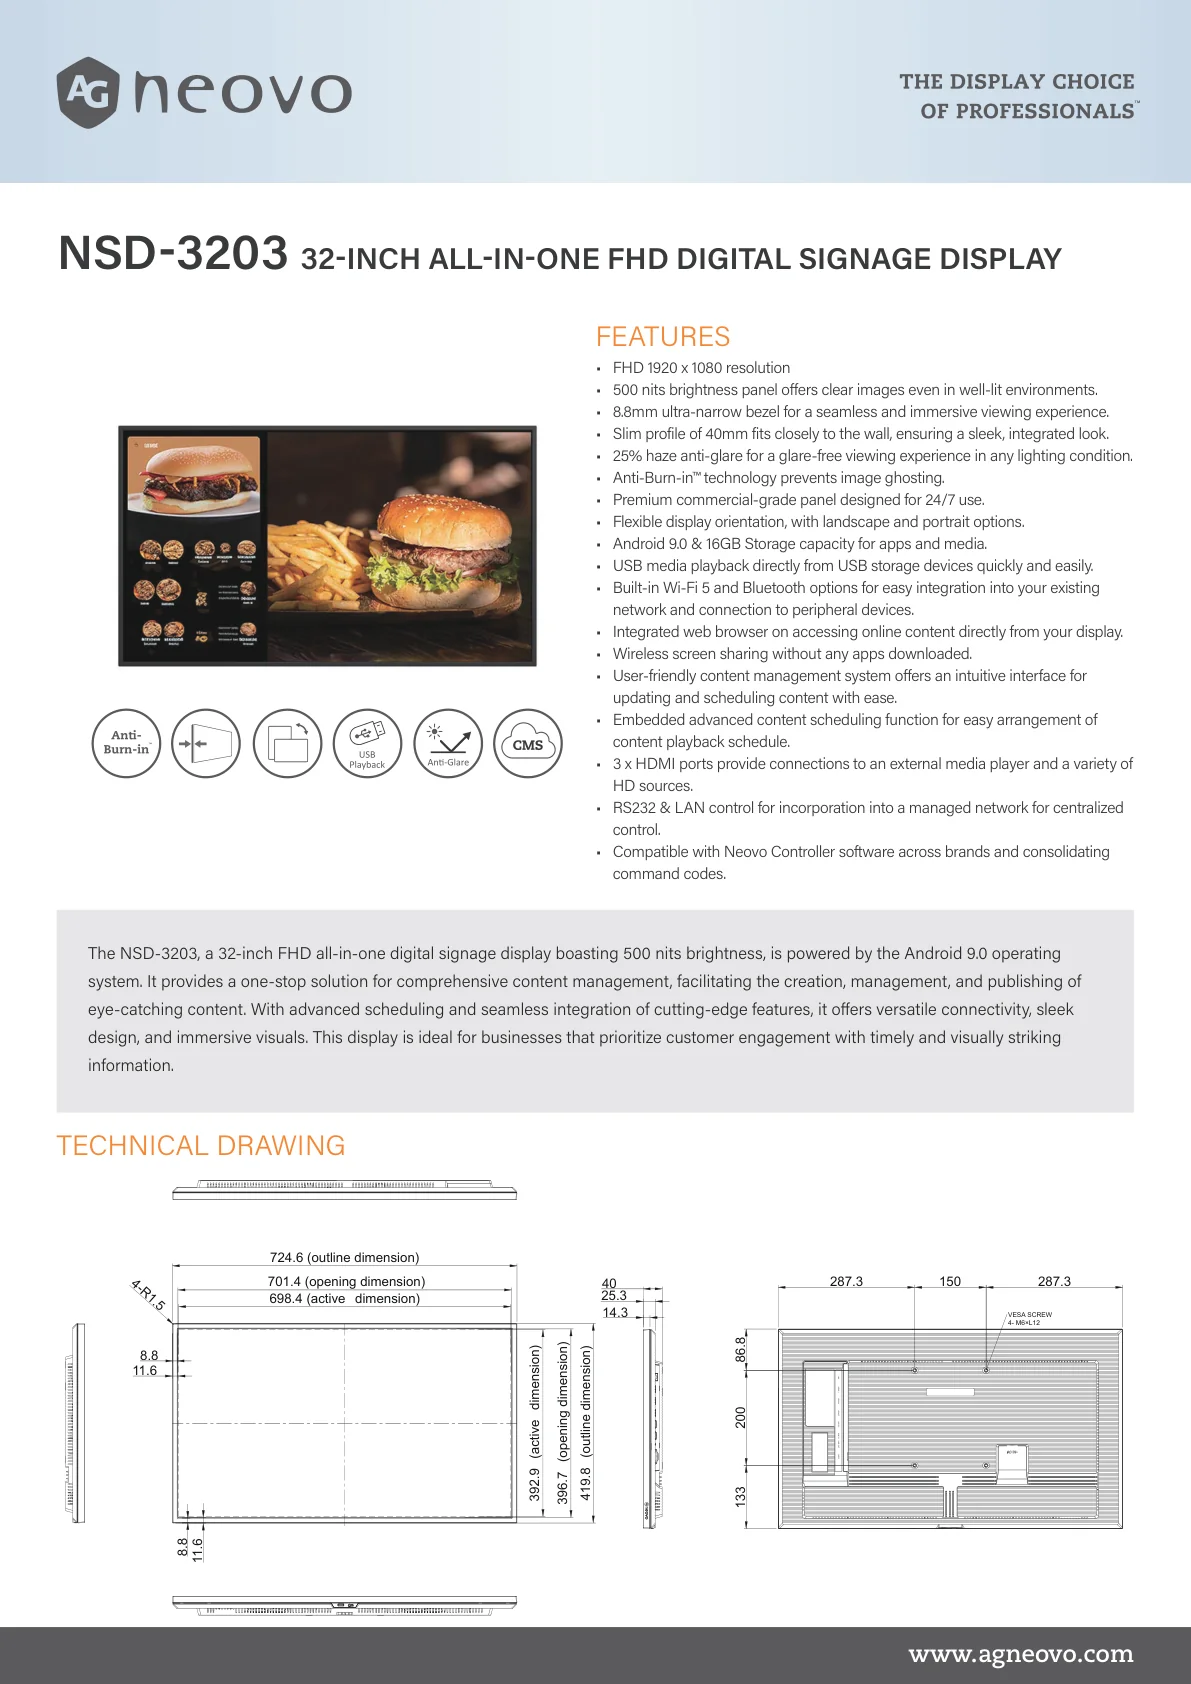 AG neovo
THE DISPLAY CHOICE
OF PROFESSIONALS™
NSD-3203 32-INCH ALL-IN-ONE FHD DIGITAL SIGNAGE DISPLAY
FEATURES
• FHD 1920 x 1080 resolution
• 500 nits brightness panel offers clear images even in well-lit environments.
• 8.8mm ultra-narrow bezel for a seamless and immersive viewing experience.
• Slim profile of 40mm fits closely to the wall, ensuring a sleek, integrated look.
• 25% haze anti-glare for a glare-free viewing experience in any lighting condition.
• Anti-Burn-in™ technology prevents image ghosting.
• Premium commercial-grade panel designed for 24/7 use.
• Flexible display orientation, with landscape and portrait options.
• Android 9.0 & 16GB Storage capacity for apps and media.
• USB media playback directly from USB storage devices quickly and easily.
• Built-in Wi-Fi 5 and Bluetooth options for easy integration into your existing
network and connection to peripheral devices.
• Integrated web browser on accessing online content directly from your display.
• Wireless screen sharing without any apps downloaded.
• User-friendly content management system offers an intuitive interface for
updating and scheduling content with ease.
• Embedded advanced content scheduling function for easy arrangement of
content playback schedule.
• 3 x HDMI ports provide connections to an external media player and a variety of
HD sources.
• RS232 & LAN control for incorporation into a managed network for centralized
control.
• Compatible with Neovo Controller software across brands and consolidating
command codes.
Anti-
Burn-in™
USB
Playback
Anti-Glare
CMS
The NSD-3203, a 32-inch FHD all-in-one digital signage display boasting 500 nits brightness, is powered by the Android 9.0 operating
system. It provides a one-stop solution for comprehensive content management, facilitating the creation, management, and publishing of
eye-catching content. With advanced scheduling and seamless integration of cutting-edge features, it offers versatile connectivity, sleek
design, and immersive visuals. This display is ideal for businesses that prioritize customer engagement with timely and visually striking
information.
TECHNICAL DRAWING
724.6 (outline dimension)
701.4 (opening dimension)
698.4 (active dimension)
4-R1.5
8.8
11.6
392.9 (active dimension)
396.7 (opening dimension)
419.8 (outline dimension)
8.8
11.6
40
25.3
14.3
287.3
150
287.3
VESA SCREW
4- M6×L12
86.8
200
133
www.agneovo.com